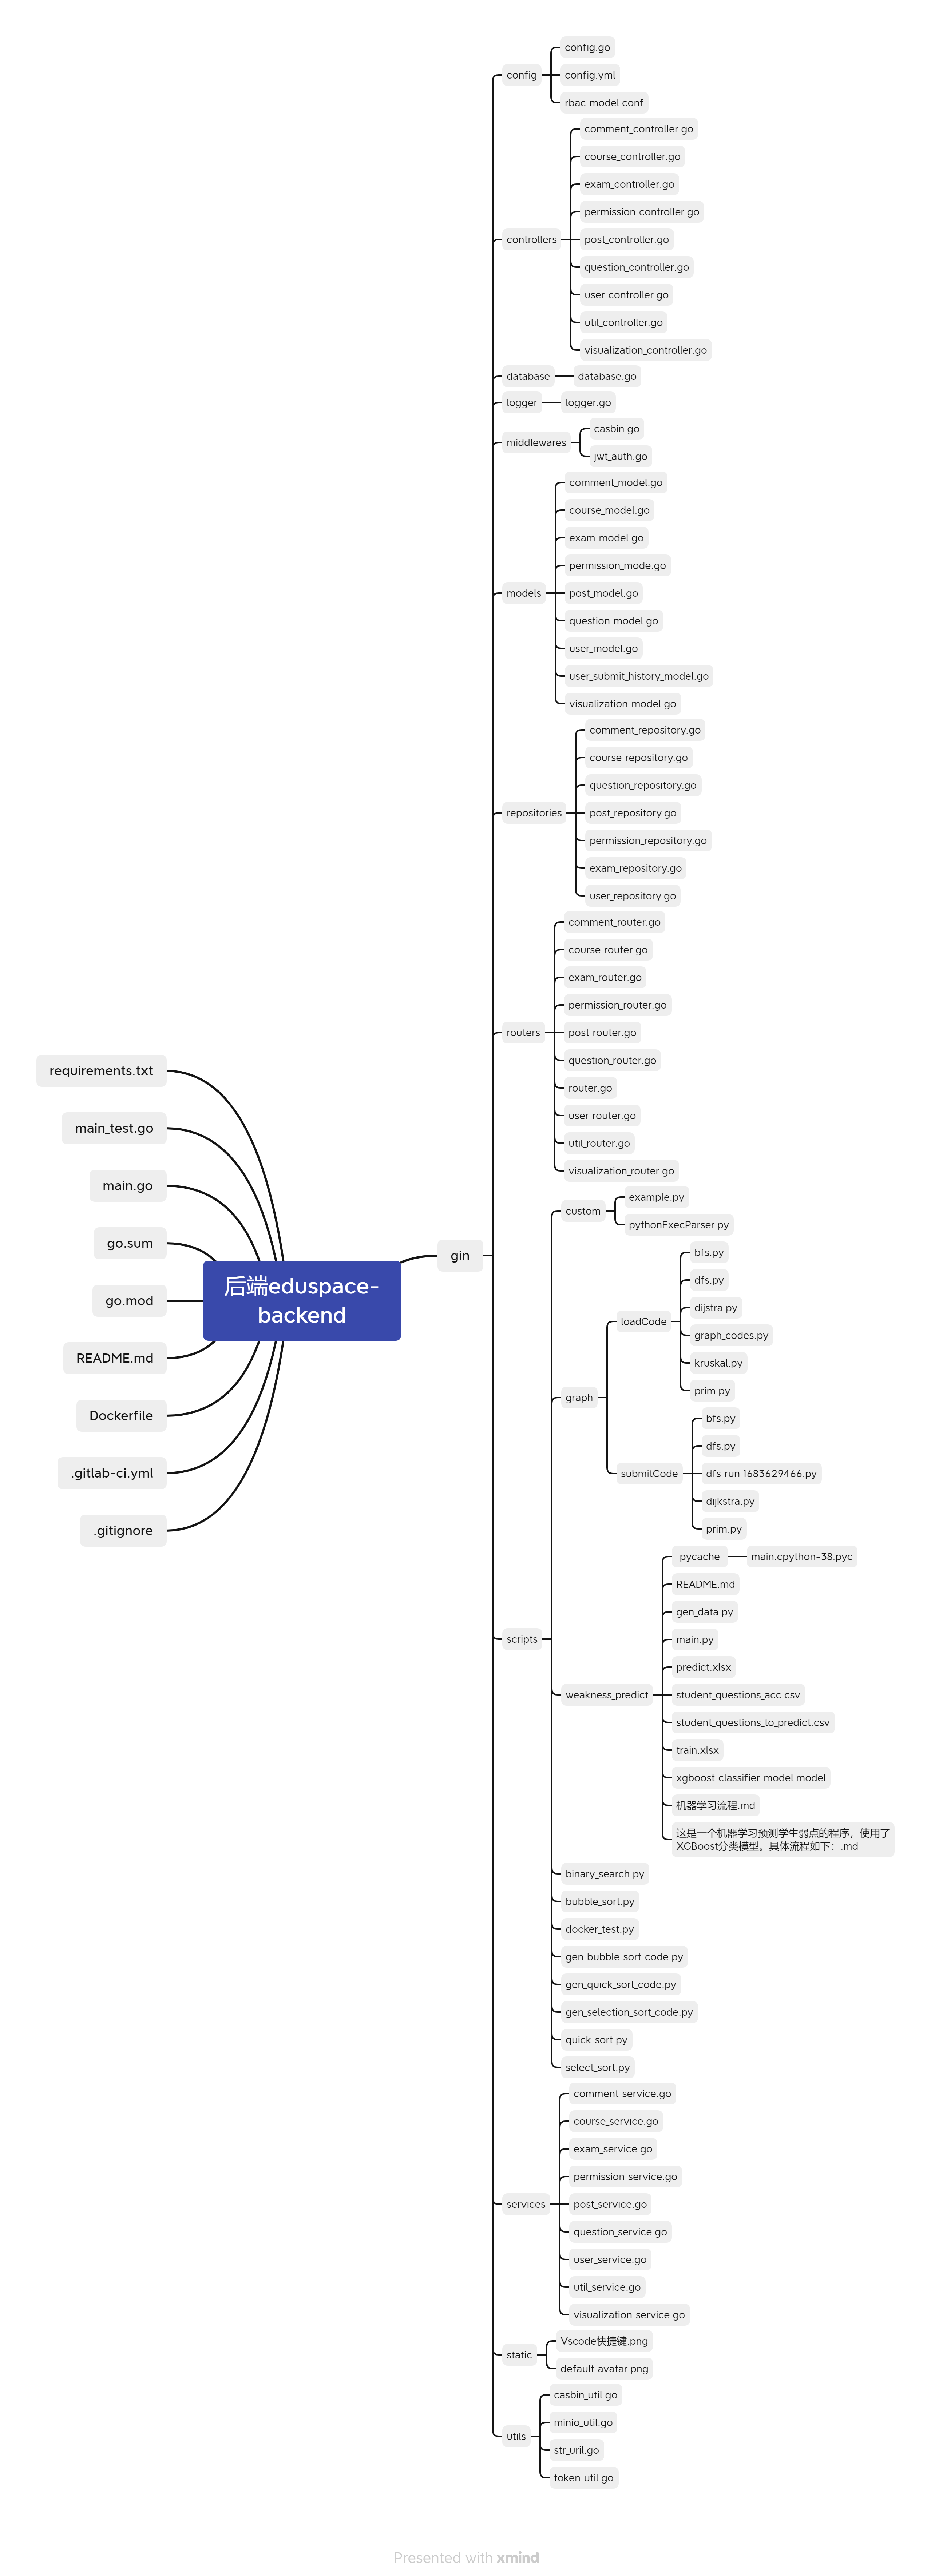 requirements.txt
main_test.go
main.go
go.sum
go.mod
README.md
Dockerfile
.gitlab-ci.yml
.gitignore
后端eduspace-
backend
gin
config
config.go
config.yml
rbac_model.conf
controllers
comment_controller.go
course_controller.go
exam_controller.go
permission_controller.go
post_controller.go
question_controller.go
user_controller.go
util_controller.go
visualization_controller.go
database
database.go
logger
logger.go
middlewares
casbin.go
jwt_auth.go
models
comment_model.go
course_model.go
exam_model.go
permission_mode.go
post_model.go
question_model.go
user_model.go
user_submit_history_model.go
visualization_model.go
repositories
comment_repository.go
course_repository.go
question_repository.go
post_repository.go
permission_repository.go
exam_repository.go
user_repository.go
routers
comment_router.go
course_router.go
exam_router.go
permission_router.go
post_router.go
question_router.go
router.go
user_router.go
util_router.go
visualization_router.go
scripts
custom
example.py
pythonExecParser.py
graph
loadCode
bfs.py
dfs.py
dijstra.py
graph_codes.py
kruskal.py
prim.py
submitCode
bfs.py
dfs.py
dfs_run_1683629466.py
dijkstra.py
prim.py
weakness_predict
_pycache_
main.cpython-38.pyc
README.md
gen_data.py
main.py
predict.xlsx
student_questions_acc.csv
student_questions_to_predict.csv
train.xlsx
xgboost_classifier_model.model
机器学习流程.md
这是一个机器学习预测学生弱点的程序，使用了
XGBoost分类模型。具体流程如下：.md
binary_search.py
bubble_sort.py
docker_test.py
gen_bubble_sort_code.py
gen_quick_sort_code.py
gen_selection_sort_code.py
quick_sort.py
select_sort.py
services
comment_service.go
course_service.go
exam_service.go
permission_service.go
post_service.go
question_service.go
user_service.go
util_service.go
visualization_service.go
static
Vscode快捷键.png
default_avatar.png
utils
casbin_util.go
minio_util.go
str_uril.go
token_util.go
Presented with xmind